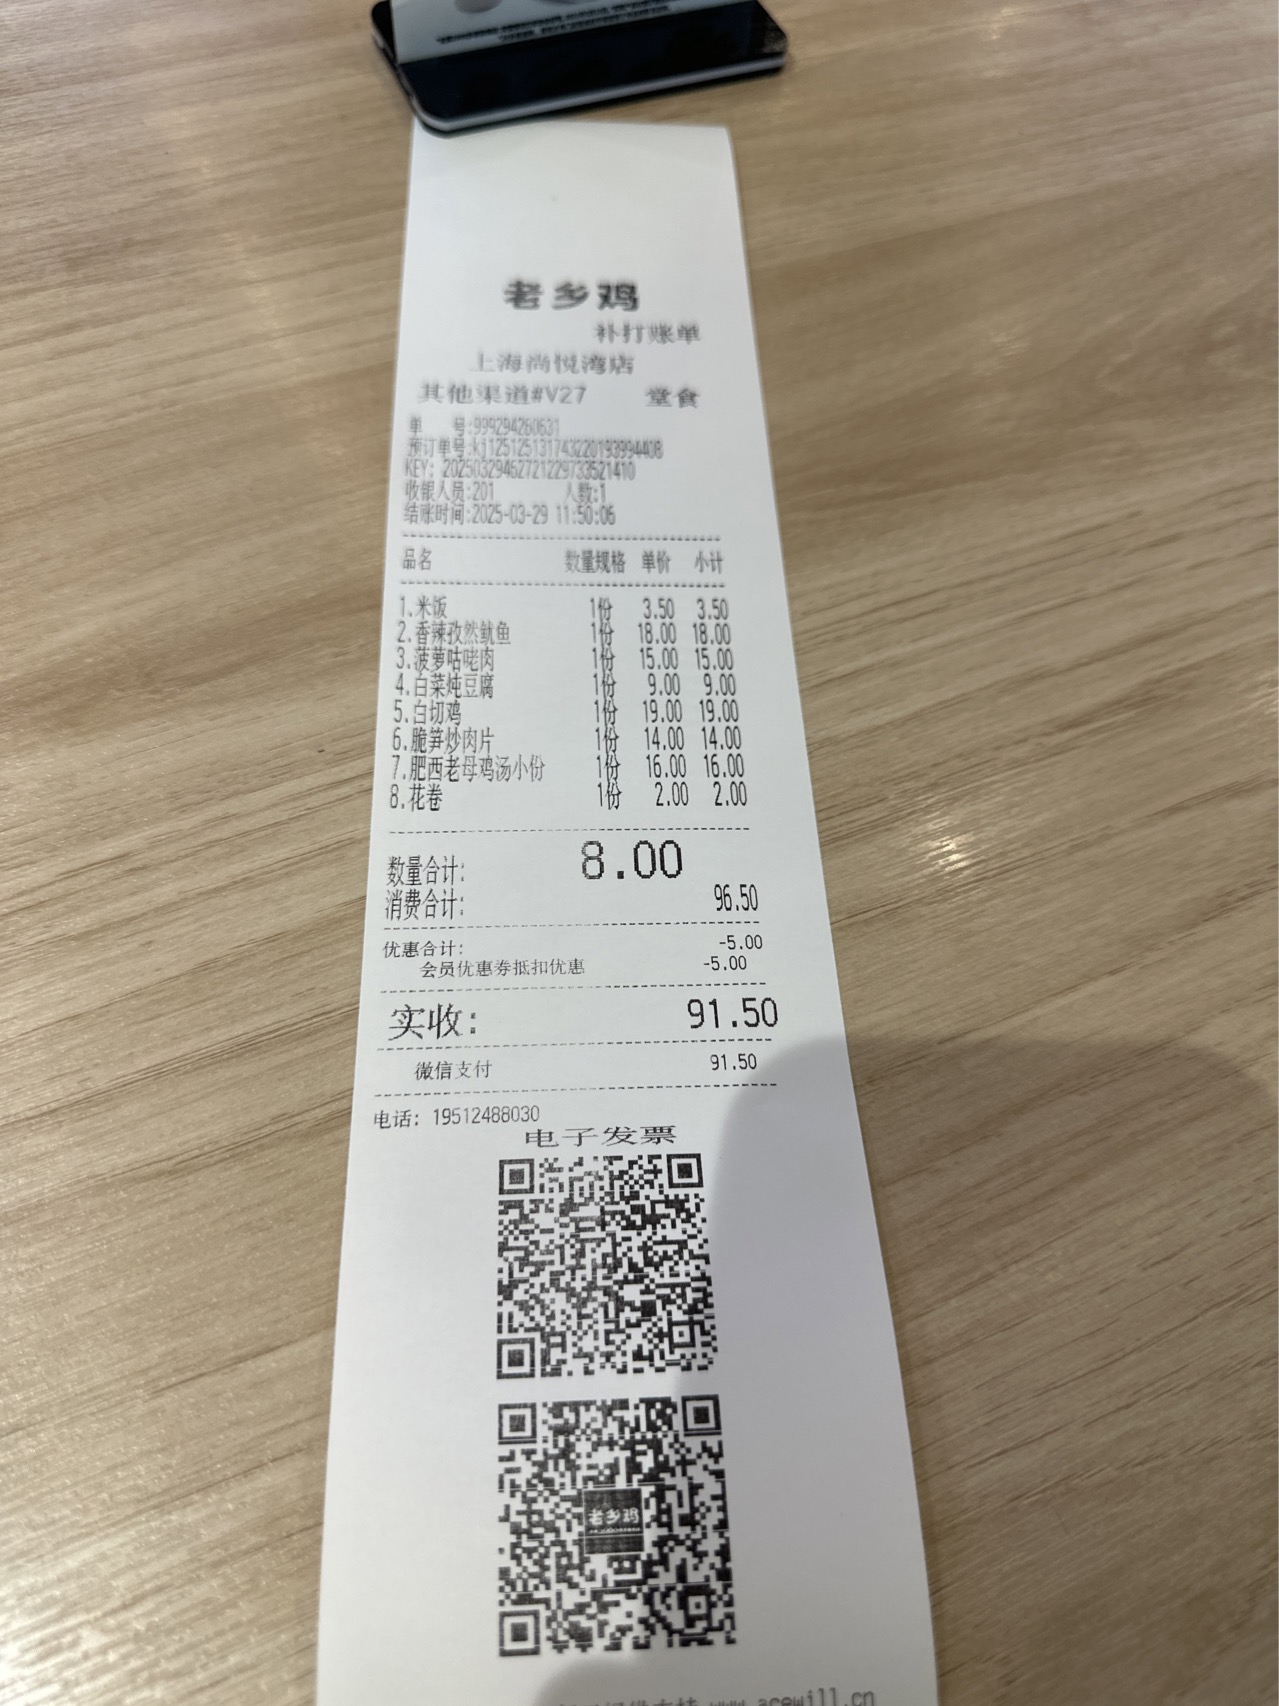 老乡鸡
补打账单
上海尚悦湾店
其他渠道#V27 堂食
单 号:999294260631
预订单号:kj1251251317432201939944​08
KEY: 20250329462721229733521410
收银人员:201 人数:1
结账时间:2025-03-29 11:50:06
品名 数量规格 单价 小计
1.米饭 1份 3.50 3.50
2.香辣孜然鱿鱼 1份 18.00 18.00
3.菠萝咕咾肉 1份 15.00 15.00
4.白菜炖豆腐 1份 9.00 9.00
5.白切鸡 1份 19.00 19.00
6.脆笋炒肉片 1份 14.00 14.00
7.肥西老母鸡汤小份 1份 16.00 16.00
8.花卷 1份 2.00 2.00
数量合计: 8.00
消费合计: 96.50
优惠合计: -5.00
会员优惠券抵扣优惠 -5.00
实收: 91.50
微信支付 91.50
电话: 19512488030
电子发票
老乡鸡
www.acewill.cn